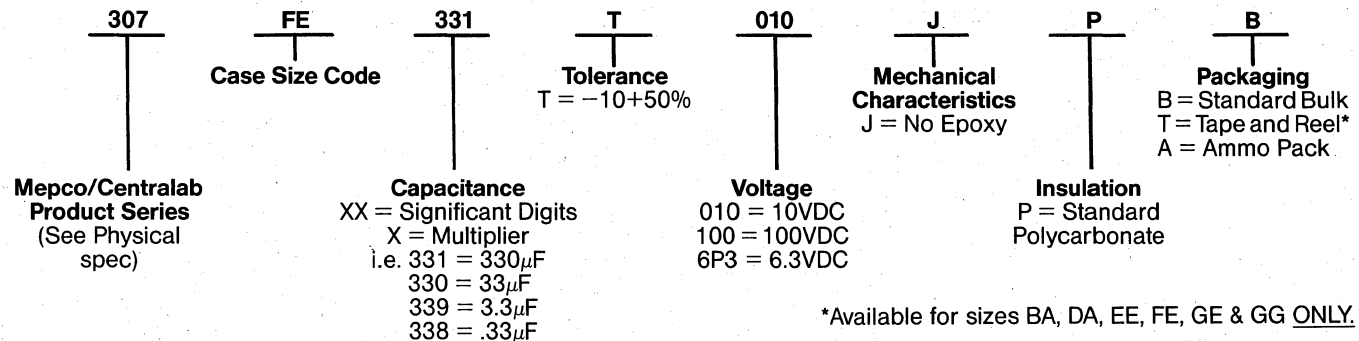 307 FE 331 T 010 J P B
Case Size Code
Tolerance
T = −10+50%
Mechanical
Characteristics
J = No Epoxy
Packaging
B = Standard Bulk
T = Tape and Reel*
A = Ammo Pack
Mepco/Centralab
Product Series
(See Physical
spec)
Capacitance
XX = Significant Digits
X = Multiplier
i.e. 331 = 330µF
330 = 33µF
339 = 3.3µF
338 = .33µF
Voltage
010 = 10VDC
100 = 100VDC
6P3 = 6.3VDC
Insulation
P = Standard
Polycarbonate
*Available for sizes BA, DA, EE, FE, GE & GG ONLY.